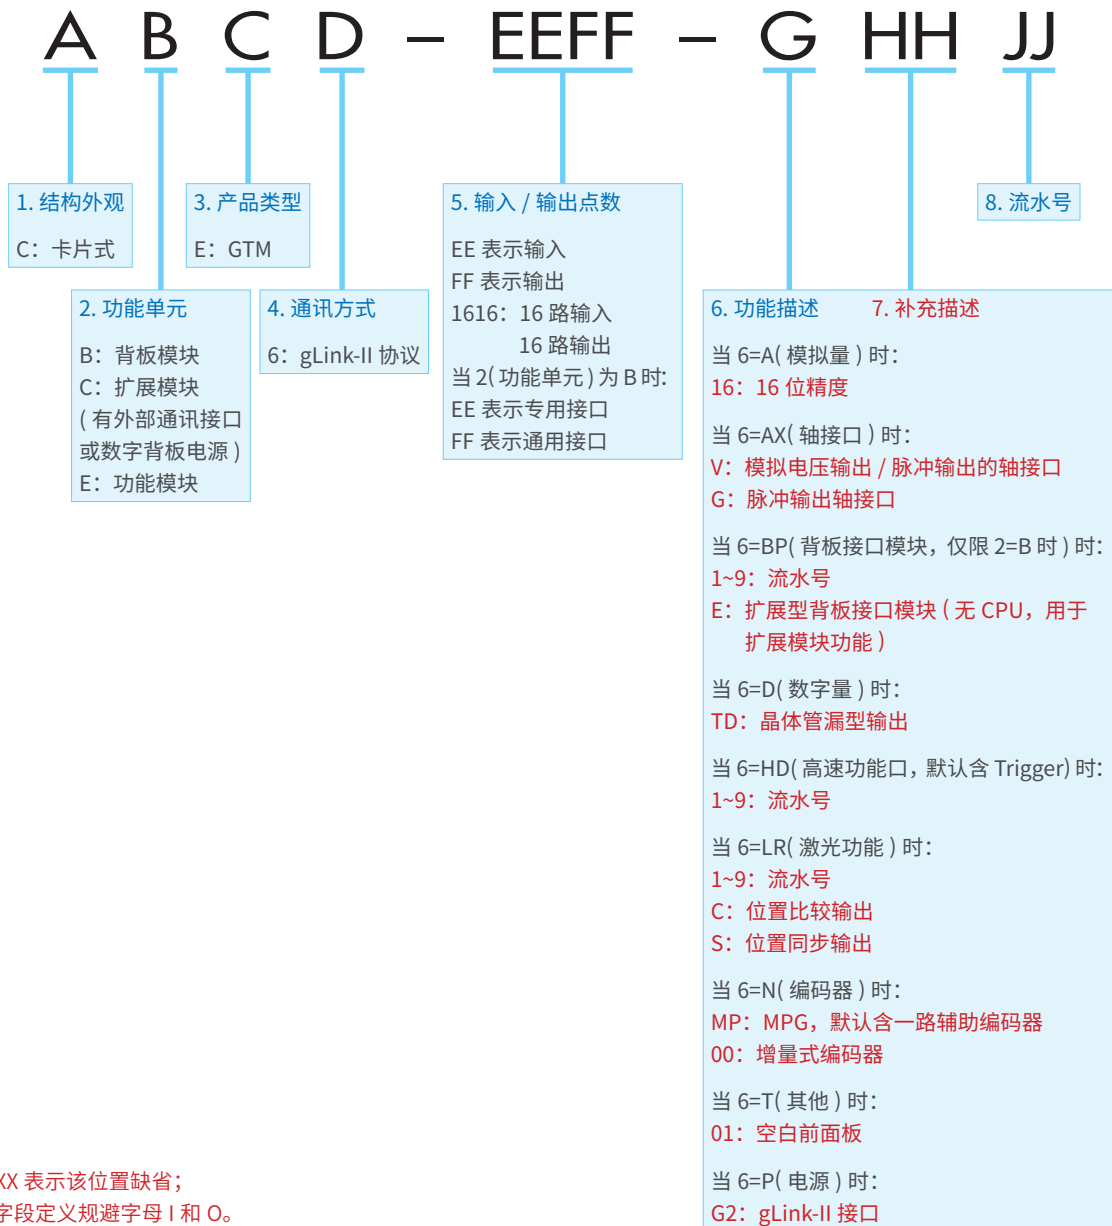 A B C D – EEFF – G HH JJ
1. 结构外观
C：卡片式
2. 功能单元
B：背板模块
C：扩展模块
( 有外部通讯接口
或数字背板电源 )
E：功能模块
3. 产品类型
E：GTM
4. 通讯方式
6：gLink-II 协议
5. 输入 / 输出点数
EE 表示输入
FF 表示输出
1616：16 路输入
16 路输出
当 2( 功能单元 ) 为 B 时:
EE 表示专用接口
FF 表示通用接口
6. 功能描述 7. 补充描述
当 6=A( 模拟量 ) 时：
16：16 位精度
当 6=AX( 轴接口 ) 时：
V：模拟电压输出 / 脉冲输出的轴接口
G：脉冲输出轴接口
当 6=BP( 背板接口模块，仅限 2=B 时 ) 时：
1~9：流水号
E：扩展型背板接口模块 ( 无 CPU，用于
扩展模块功能 )
当 6=D( 数字量 ) 时：
TD：晶体管漏型输出
当 6=HD( 高速功能口，默认含 Trigger) 时：
1~9：流水号
当 6=LR( 激光功能 ) 时：
1~9：流水号
C：位置比较输出
S：位置同步输出
当 6=N( 编码器 ) 时：
MP：MPG，默认含一路辅助编码器
00：增量式编码器
当 6=T( 其他 ) 时：
01：空白前面板
当 6=P( 电源 ) 时：
G2：gLink-II 接口
8. 流水号
XX 表示该位置缺省；
字段定义规避字母 I 和 O。